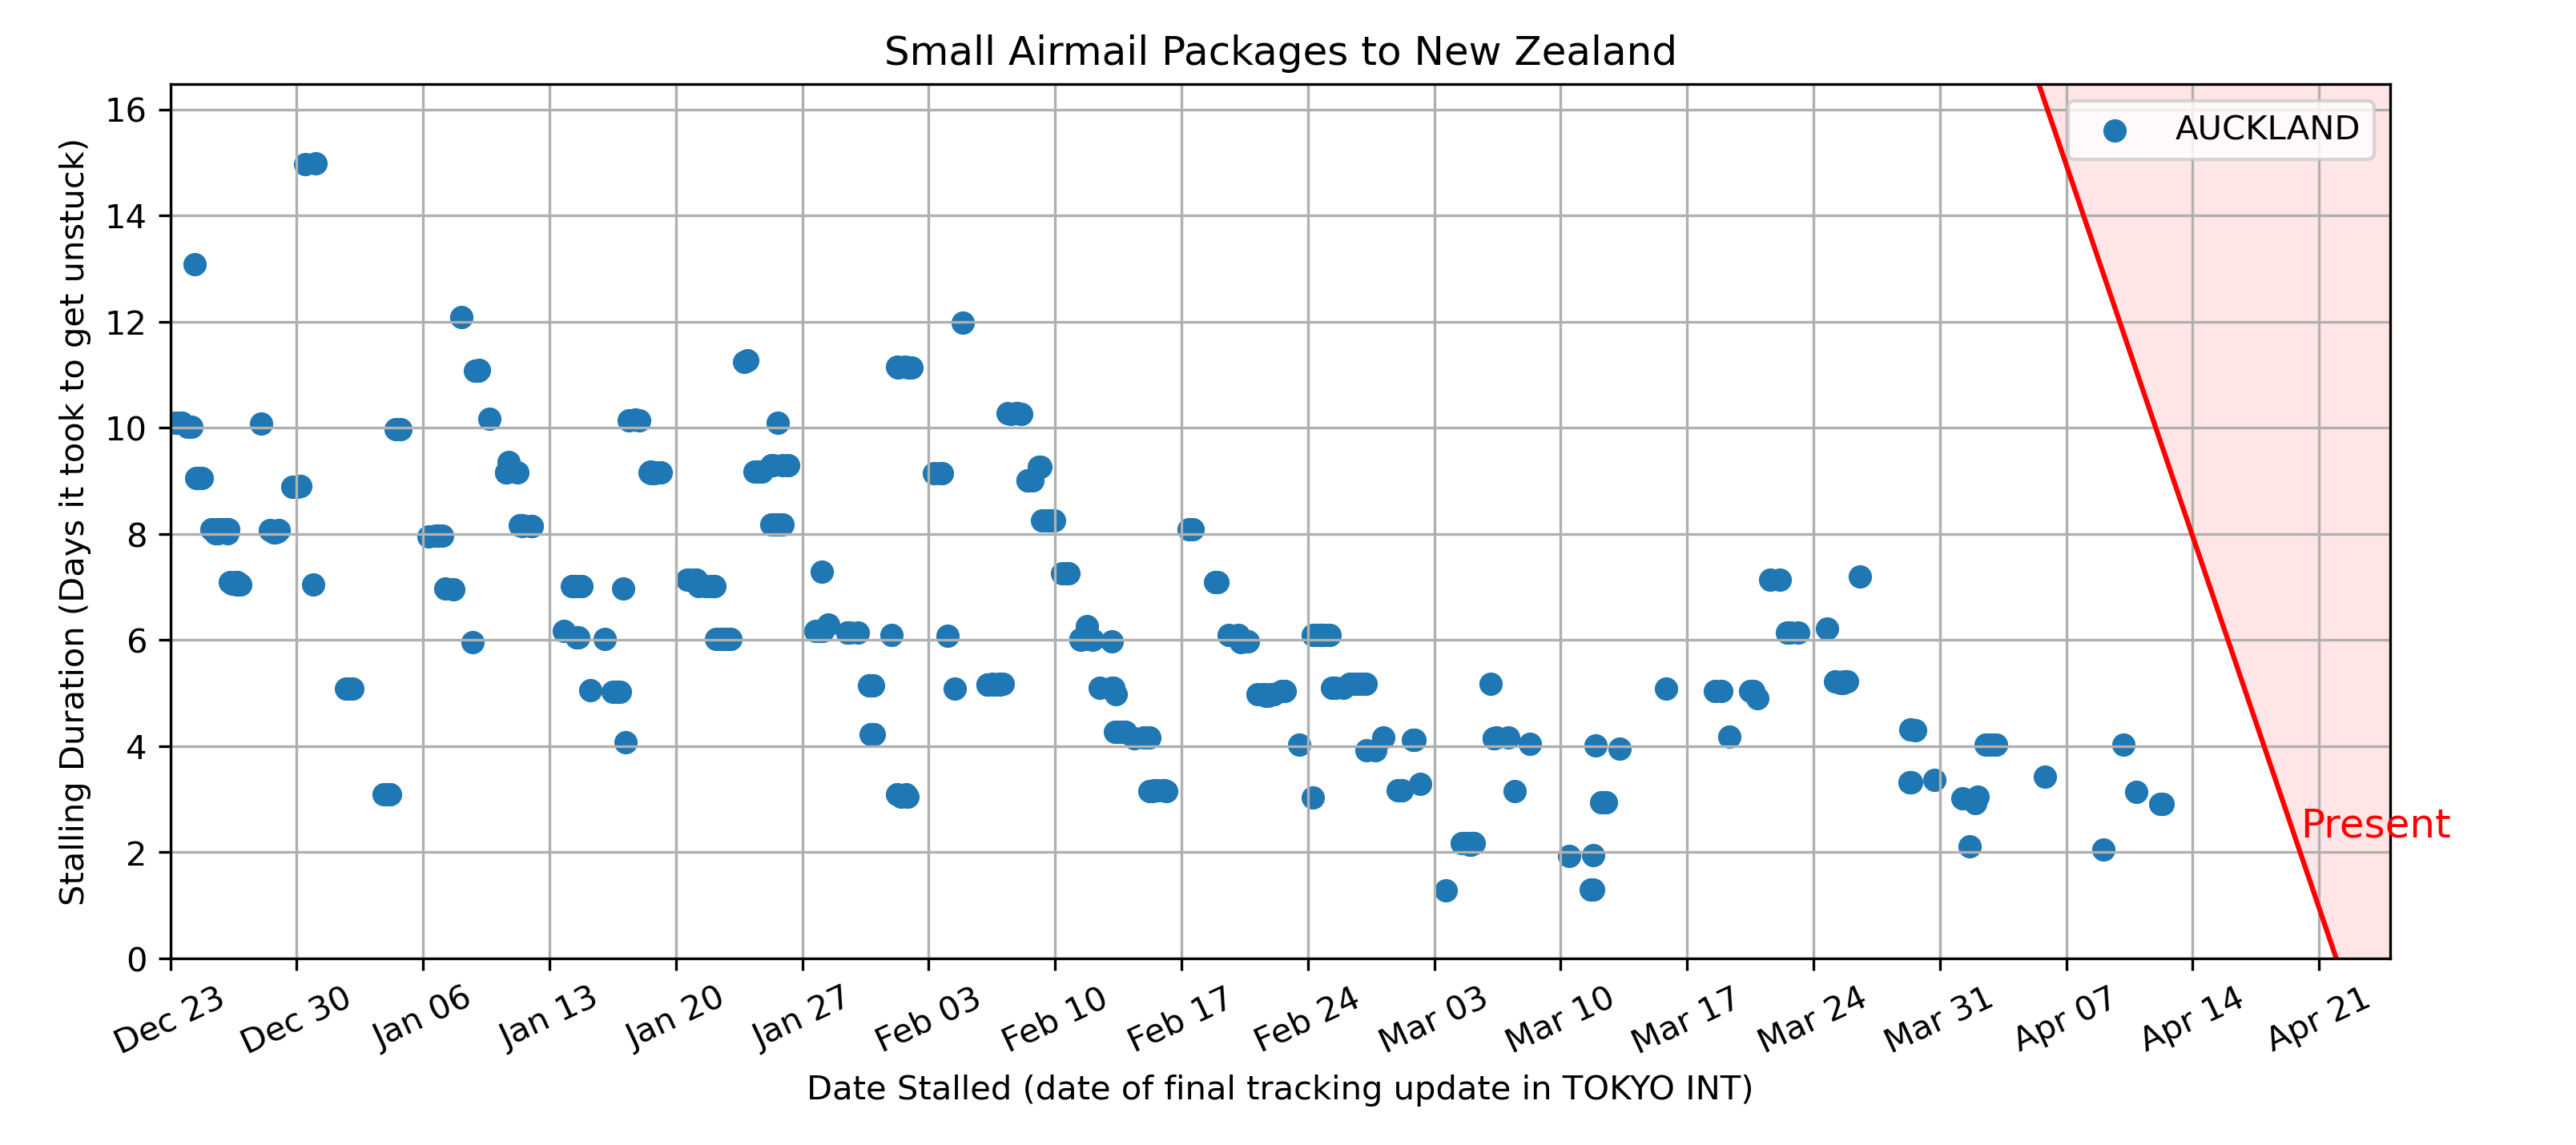 Small Airmail Packages to New Zealand
Stalling Duration (Days it took to get unstuck)
16
14
12
10
8
6
4
2
0
AUCKLAND
Present
Dec 23
Dec 30
Jan 06
Jan 13
Jan 20
Jan 27
Feb 03
Feb 10
Feb 17
Feb 24
Mar 03
Mar 10
Mar 17
Mar 24
Mar 31
Apr 07
Apr 14
Apr 21
Date Stalled (date of final tracking update in TOKYO INT)